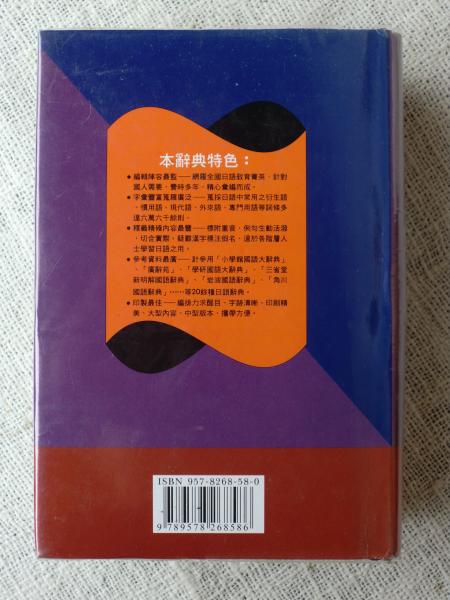 本辭典特色：
●編輯陣容最堅——網羅全國日語教育菁英，針對
國人需要，費時多年，精心彙編而成。
●字彙豐富蒐羅廣泛——蒐採日語中常用之衍生語
、慣用語、現代語、外來語、專門用語等詞條多
達六萬六千餘則。
●釋義精湛內容最豐——標附重音，例句生動活潑
、切合實際，疑難漢字標注假名，適於各階層人
士學習日語之用。
●參考資料最廣——計參用「小學館國語大辭典」
、「廣辭苑」、「學研國語大辭典」、「三省堂
新明解國語辭典」、「岩波國語辭典」、「角川
國語辭典」……等20餘種日語辭典。
●印製最佳——編排力求醒目，字跡清晰，印刷精
美，大型內容，中型版本，攜帶方便。
ISBN 957-8268-58-0
9 789578 268586